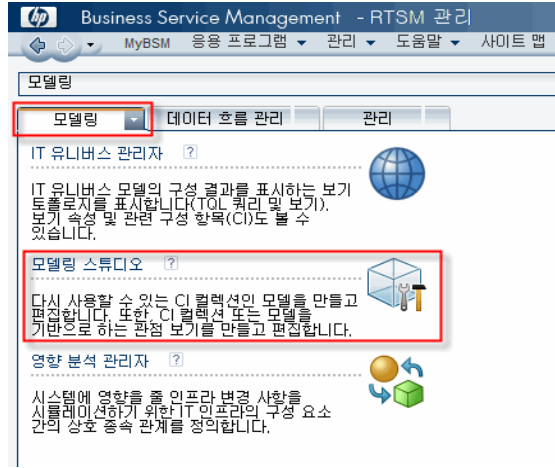 hp Business Service Management - RTSM 관리
MyBSM 응용 프로그램 관리 도움말 사이트 맵
모델링
모델링 데이터 흐름 관리 관리
IT 유니버스 관리자 ?
IT 유니버스 모델의 구성 결과를 표시하는 보기
토폴로지를 표시합니다(TQL 쿼리 및 보기).
보기 속성 및 관련 구성 항목(CI)도 볼 수
있습니다.
모델링 스튜디오 ?
다시 사용할 수 있는 CI 컬렉션인 모델을 만들고
편집합니다. 또한, CI 컬렉션 또는 모델을
기반으로 하는 관점 보기를 만들고 편집합니다.
영향 분석 관리자 ?
시스템에 영향을 줄 인프라 변경 사항을
시뮬레이션하기 위한 IT 인프라의 구성 요소
간의 상호 종속 관계를 정의합니다.